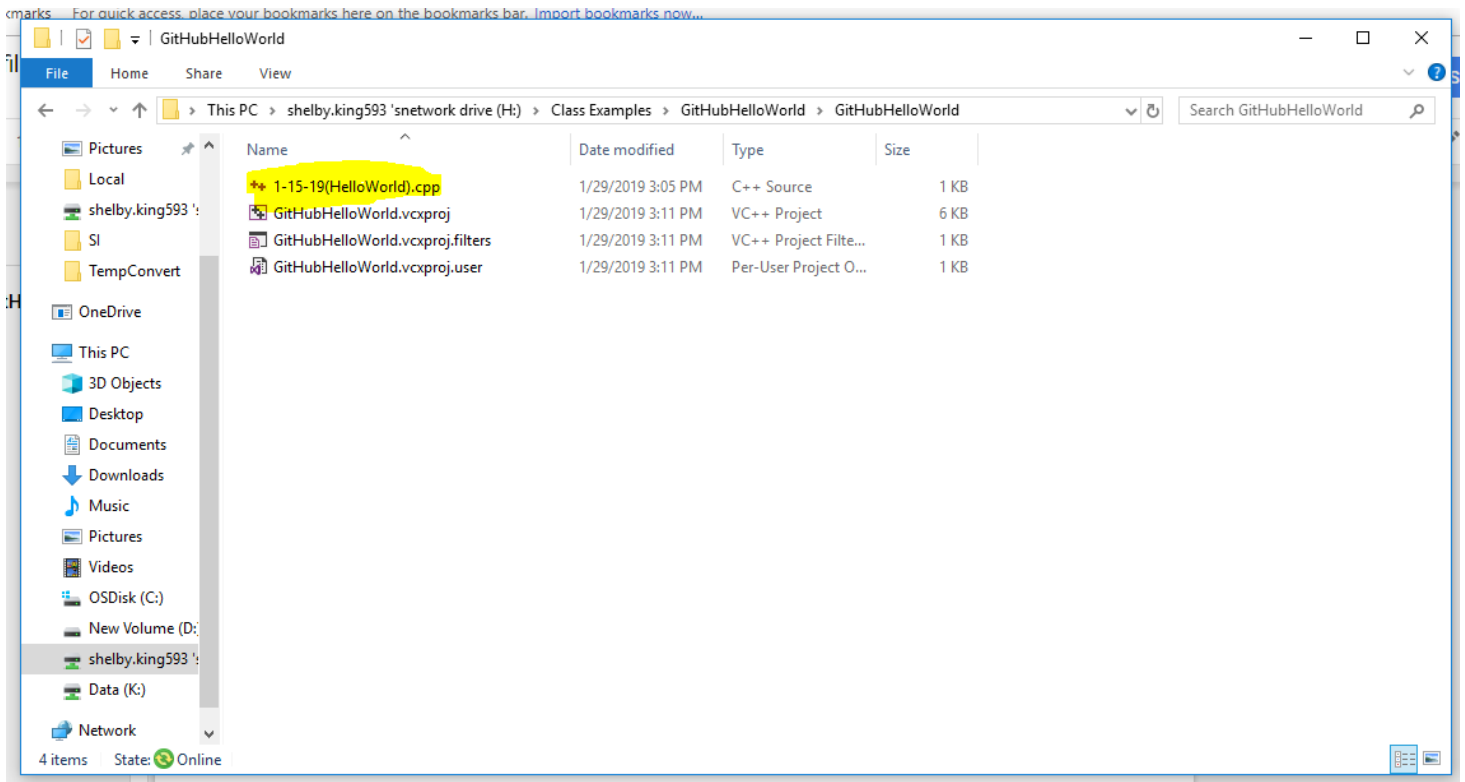 cmarks For quick access, place your bookmarks here on the bookmarks bar. Import bookmarks now...
GitHubHelloWorld
File Home Share View
This PC > shelby.king593 'snetwork drive (H:) > Class Examples > GitHubHelloWorld > GitHubHelloWorld
Search GitHubHelloWorld
Name Date modified Type Size
1-15-19(HelloWorld).cpp 1/29/2019 3:05 PM C++ Source 1 KB
GitHubHelloWorld.vcxproj 1/29/2019 3:11 PM VC++ Project 6 KB
GitHubHelloWorld.vcxproj.filters 1/29/2019 3:11 PM VC++ Project Filte... 1 KB
GitHubHelloWorld.vcxproj.user 1/29/2019 3:11 PM Per-User Project O... 1 KB
Pictures
Local
shelby.king593 's
SI
TempConvert
OneDrive
This PC
3D Objects
Desktop
Documents
Downloads
Music
Pictures
Videos
OSDisk (C:)
New Volume (D:)
shelby.king593 's
Data (K:)
Network
4 items State: Online